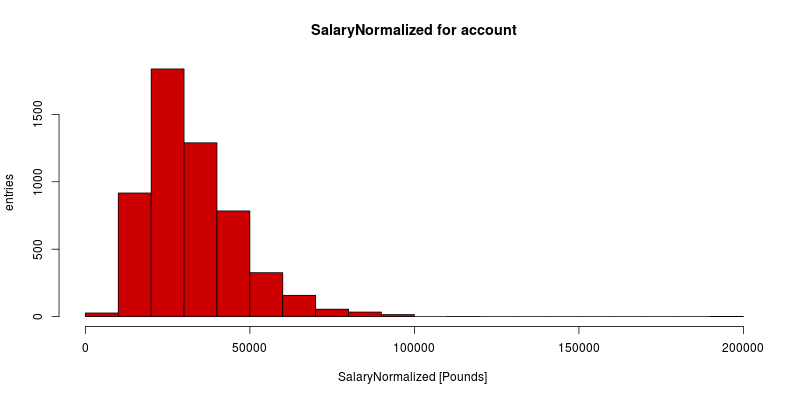 SalaryNormalized for account
entries
1500
1000
500
0
0 50000 100000 150000 200000
SalaryNormalized [Pounds]